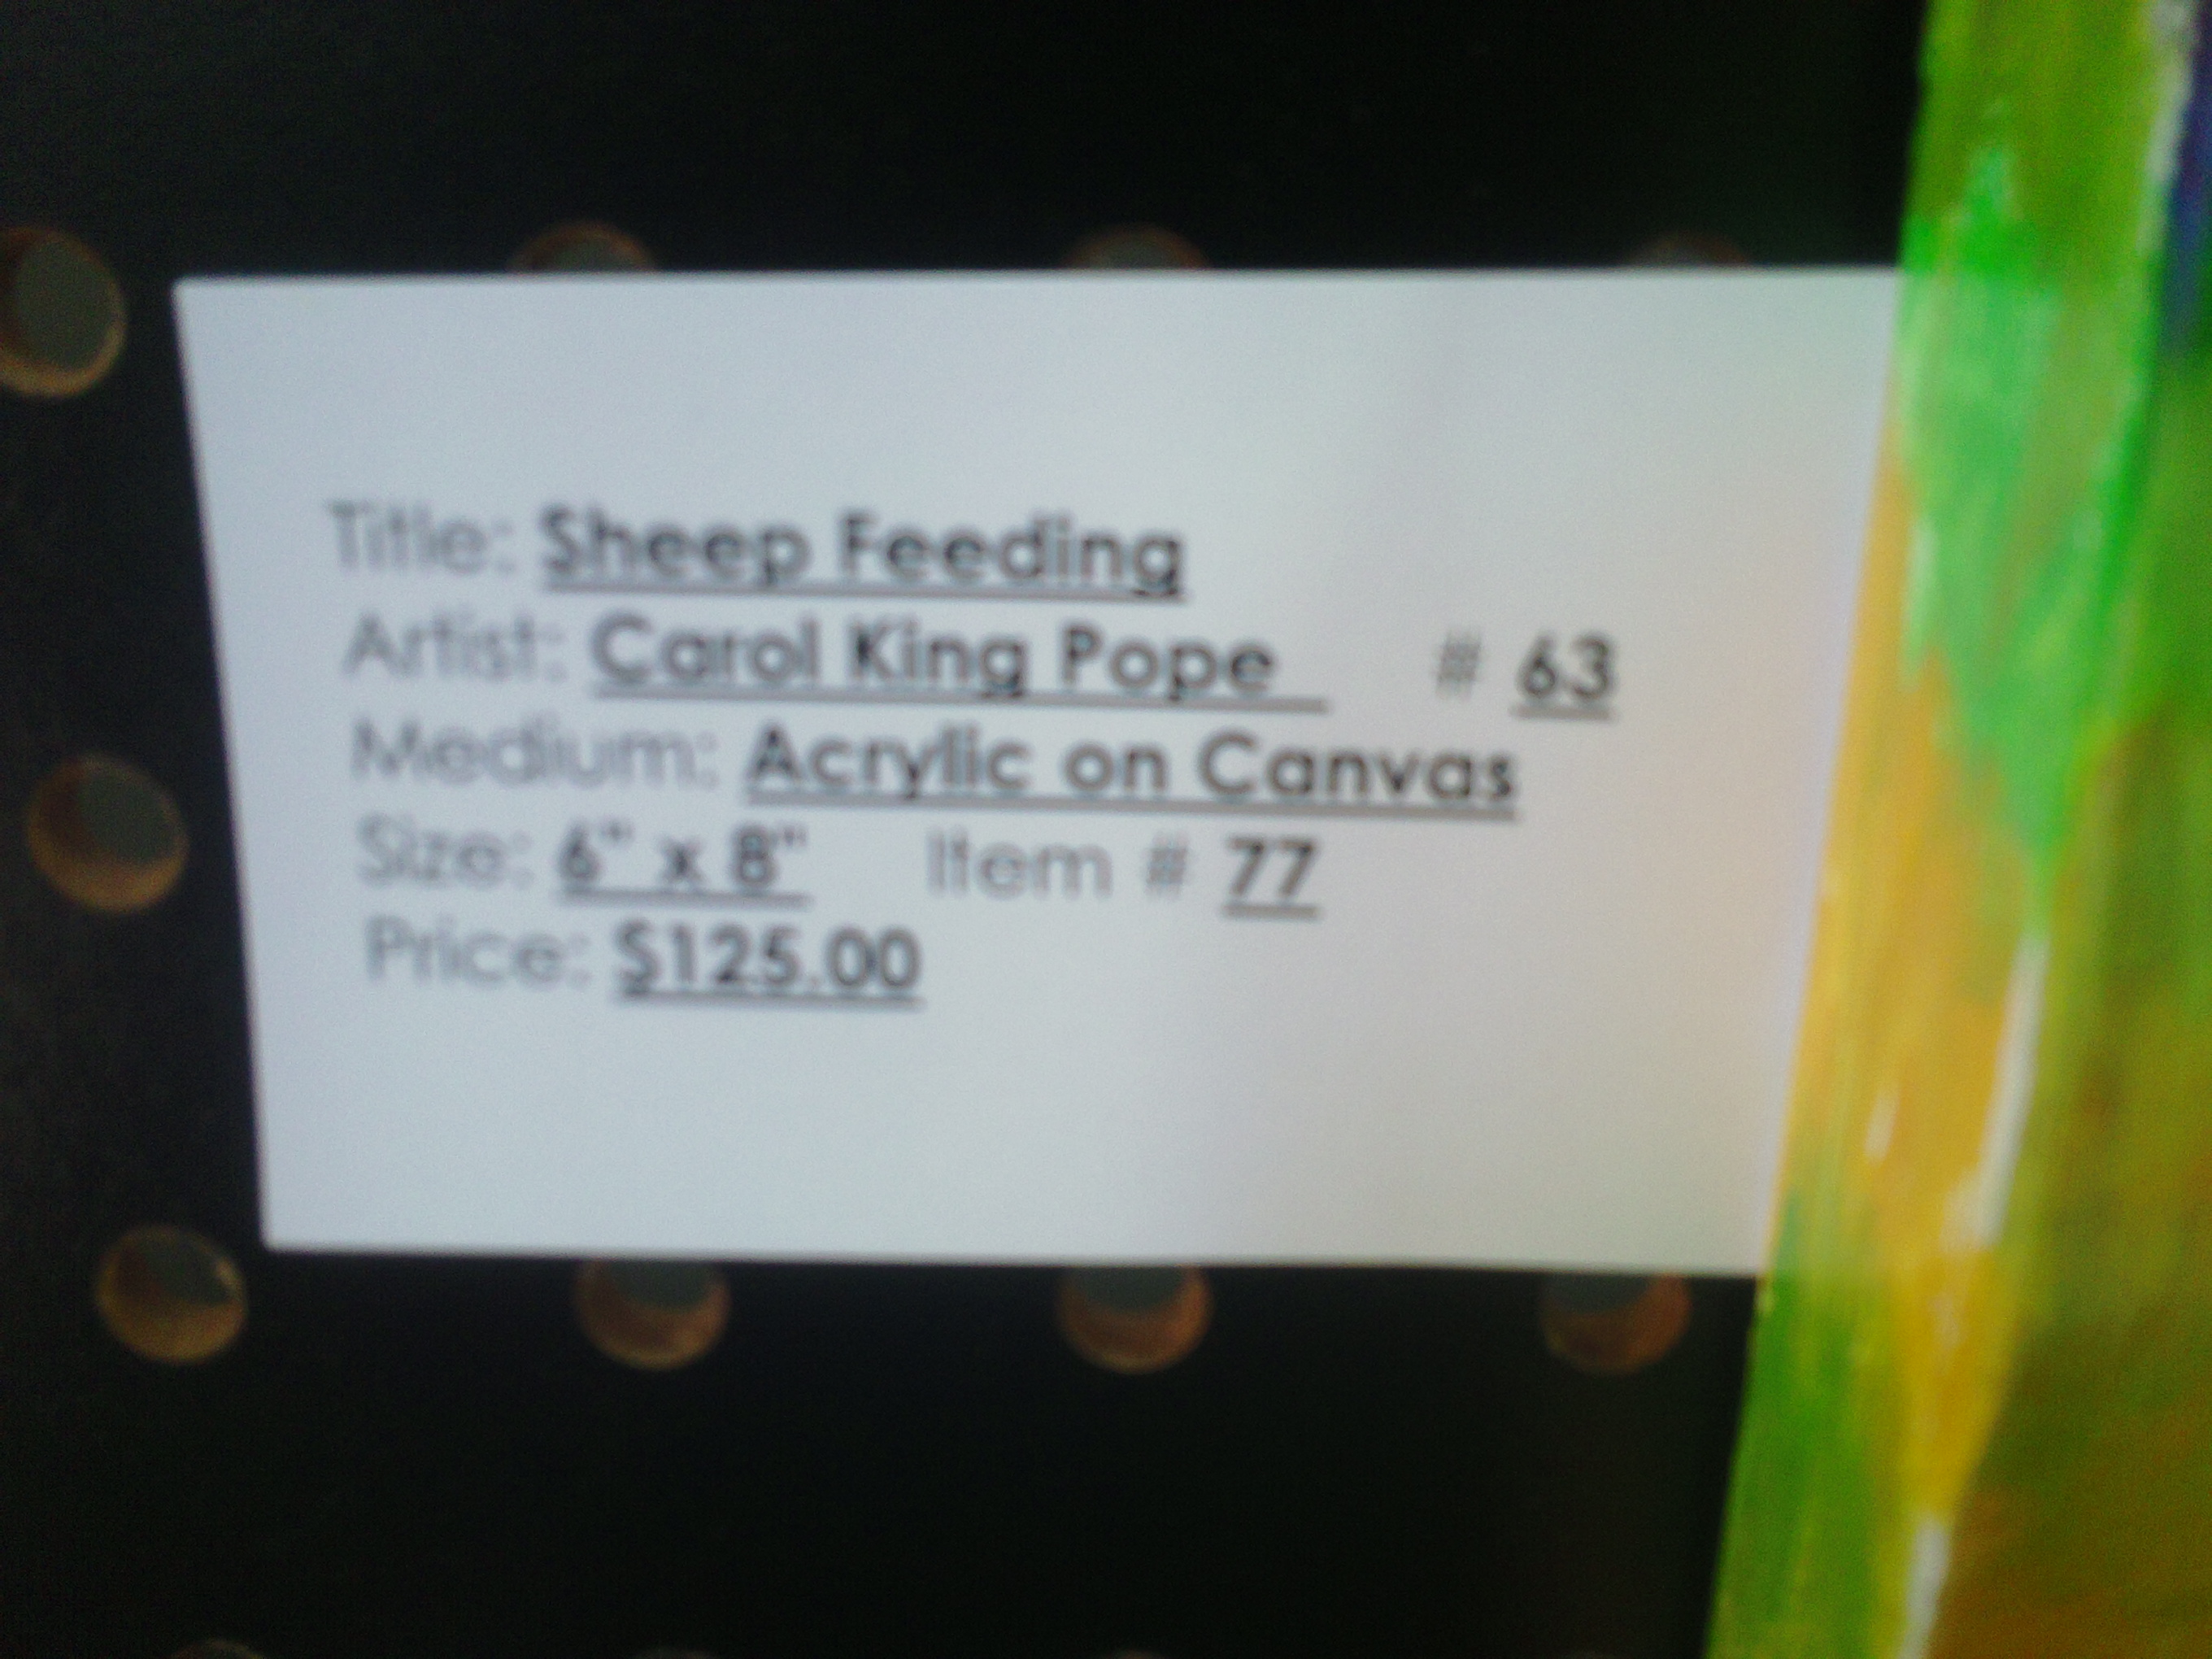 Title: Sheep Feeding
Artist: Carol King Pope # 63
Medium: Acrylic on Canvas
Size: 6" x 8" Item # 77
Price: $125.00